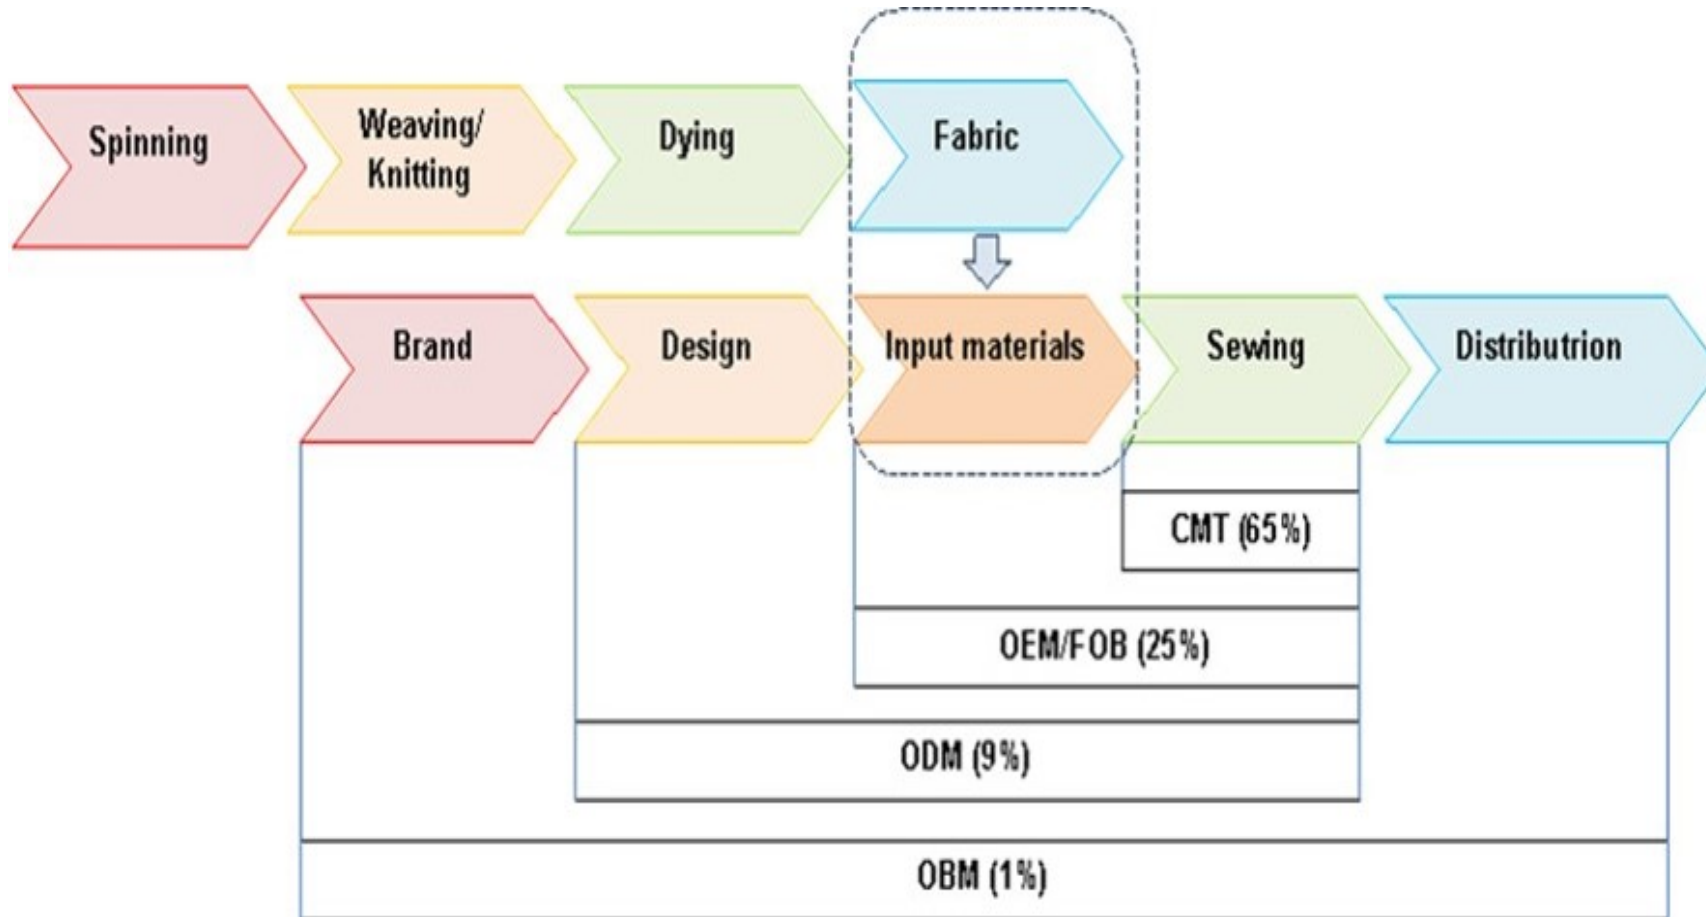 Spinning
Weaving/
Knitting
Dying
Fabric
Brand
Design
Input materials
Sewing
Distributrion
CMT (65%)
OEM/FOB (25%)
ODM (9%)
OBM (1%)